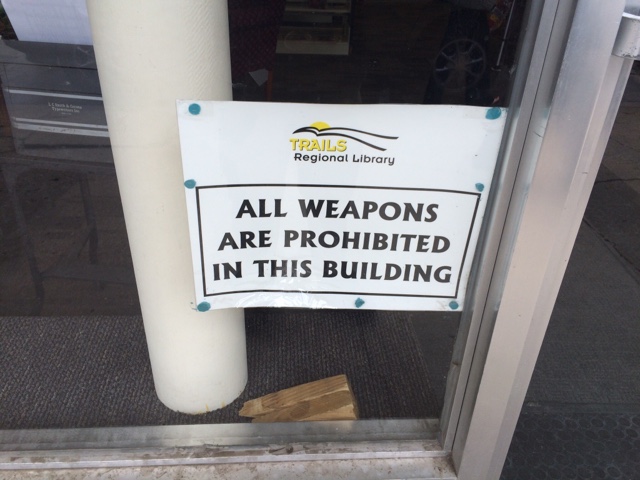 TRAILS
Regional Library
ALL WEAPONS
ARE PROHIBITED
IN THIS BUILDING